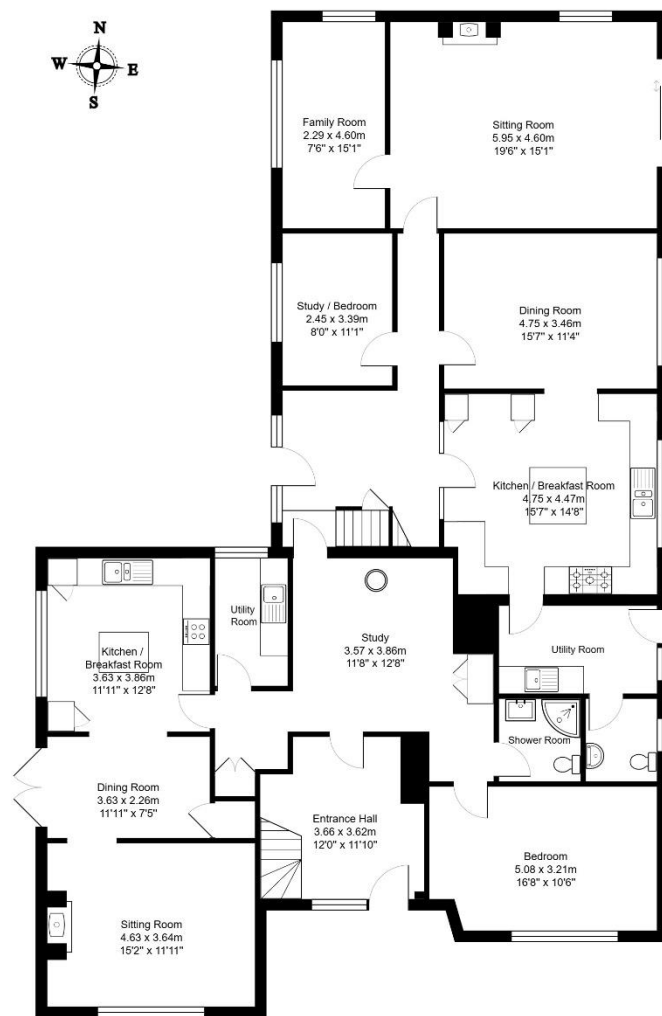 N
W E
S
Family Room
2.29 x 4.60m
7'6" x 15'1"
Sitting Room
5.95 x 4.60m
19'6" x 15'1"
Study / Bedroom
2.45 x 3.39m
8'0" x 11'1"
Dining Room
4.75 x 3.46m
15'7" x 11'4"
Kitchen / Breakfast Room
4.75 x 4.47m
15'7" x 14'8"
Utility
Room
Kitchen /
Breakfast Room
3.63 x 3.86m
11'11" x 12'8"
Study
3.57 x 3.86m
11'8" x 12'8"
Utility Room
Shower Room
Dining Room
3.63 x 2.26m
11'11" x 7'5"
Entrance Hall
3.66 x 3.62m
12'0" x 11'10"
Bedroom
5.08 x 3.21m
16'8" x 10'6"
Sitting Room
4.63 x 3.64m
15'2" x 11'11"